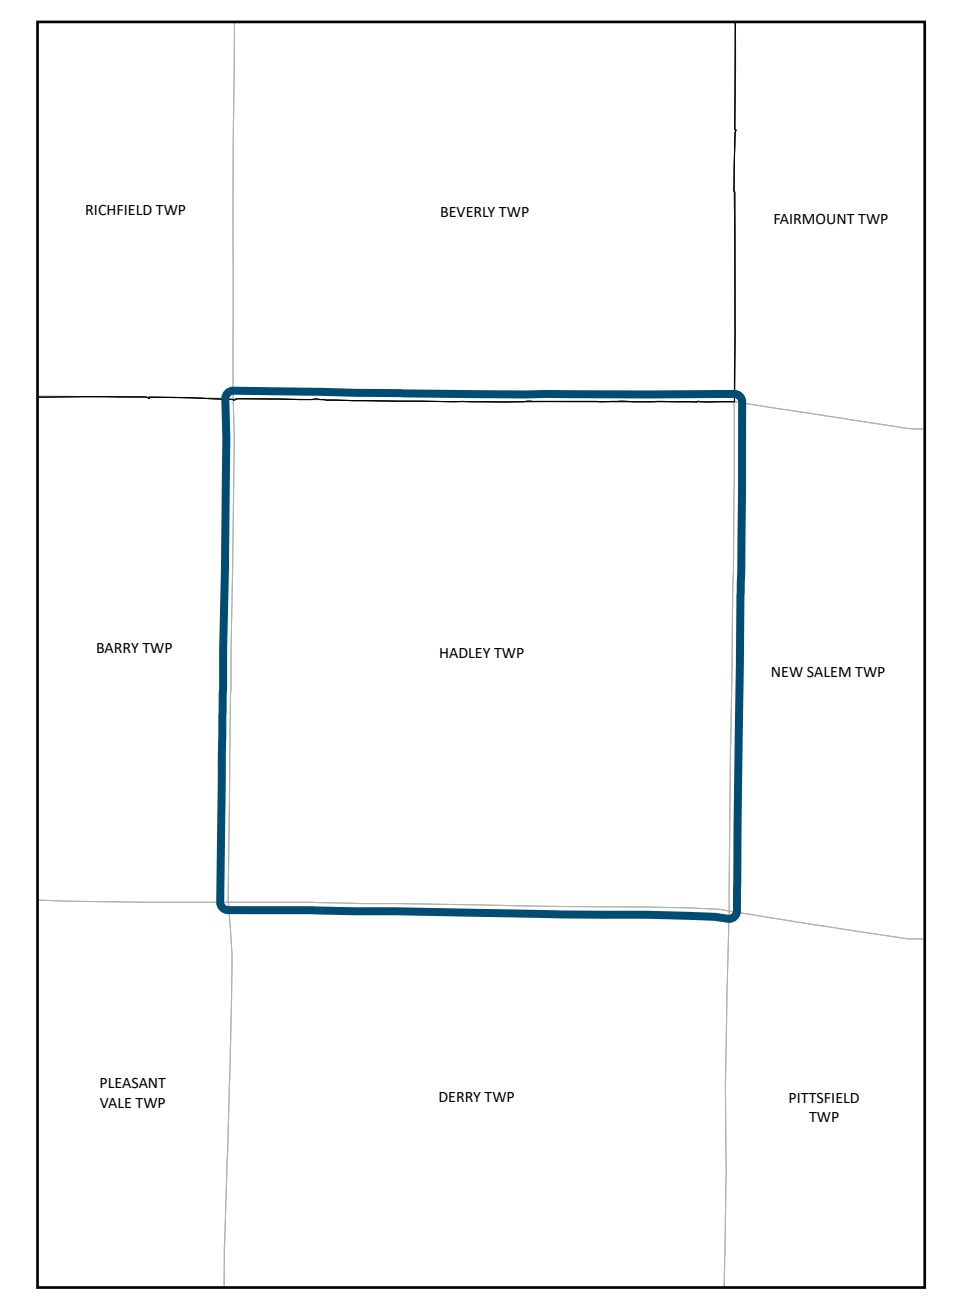 RICHFIELD TWP
BEVERLY TWP
FAIRMOUNT TWP
BARRY TWP
HADLEY TWP
NEW SALEM TWP
PLEASANT
VALE TWP
DERRY TWP
PITTSFIELD
TWP